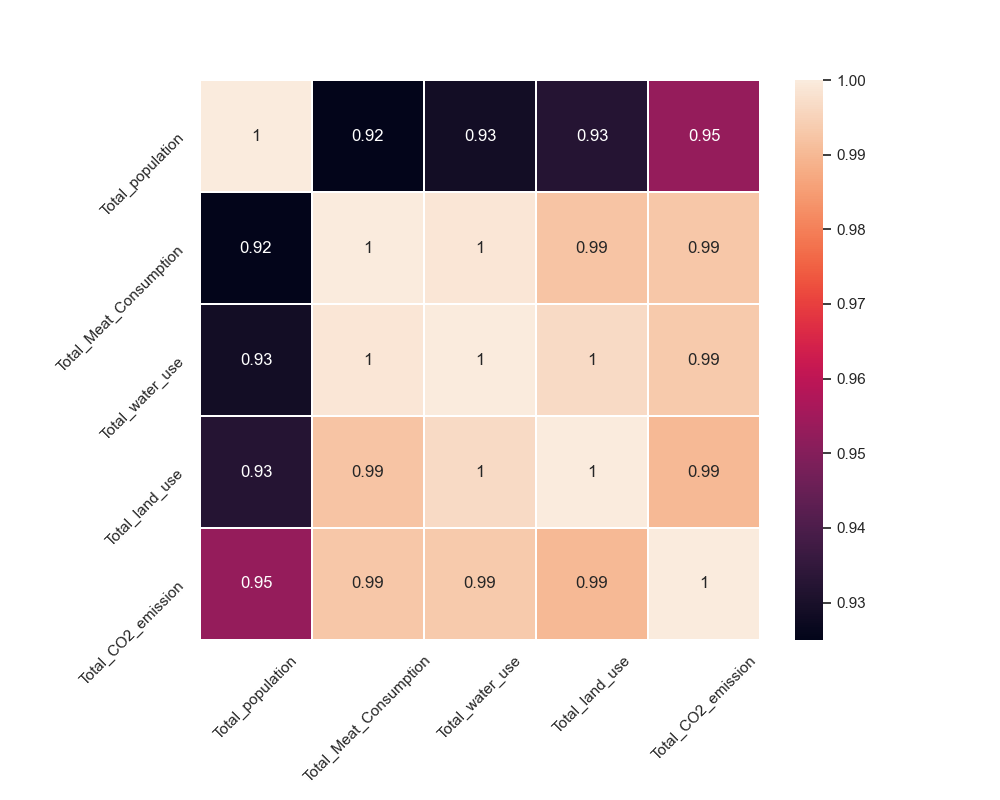 Total_population
1 0.92 0.93 0.93 0.95
Total_Meat_Consumption
0.92 1 1 0.99 0.99
Total_water_use
0.93 1 1 1 0.99
Total_land_use
0.93 0.99 1 1 0.99
Total_CO2_emission
0.95 0.99 0.99 0.99 1
Total_population
Total_Meat_Consumption
Total_water_use
Total_land_use
Total_CO2_emission
1.00
0.99
0.98
0.97
0.96
0.95
0.94
0.93